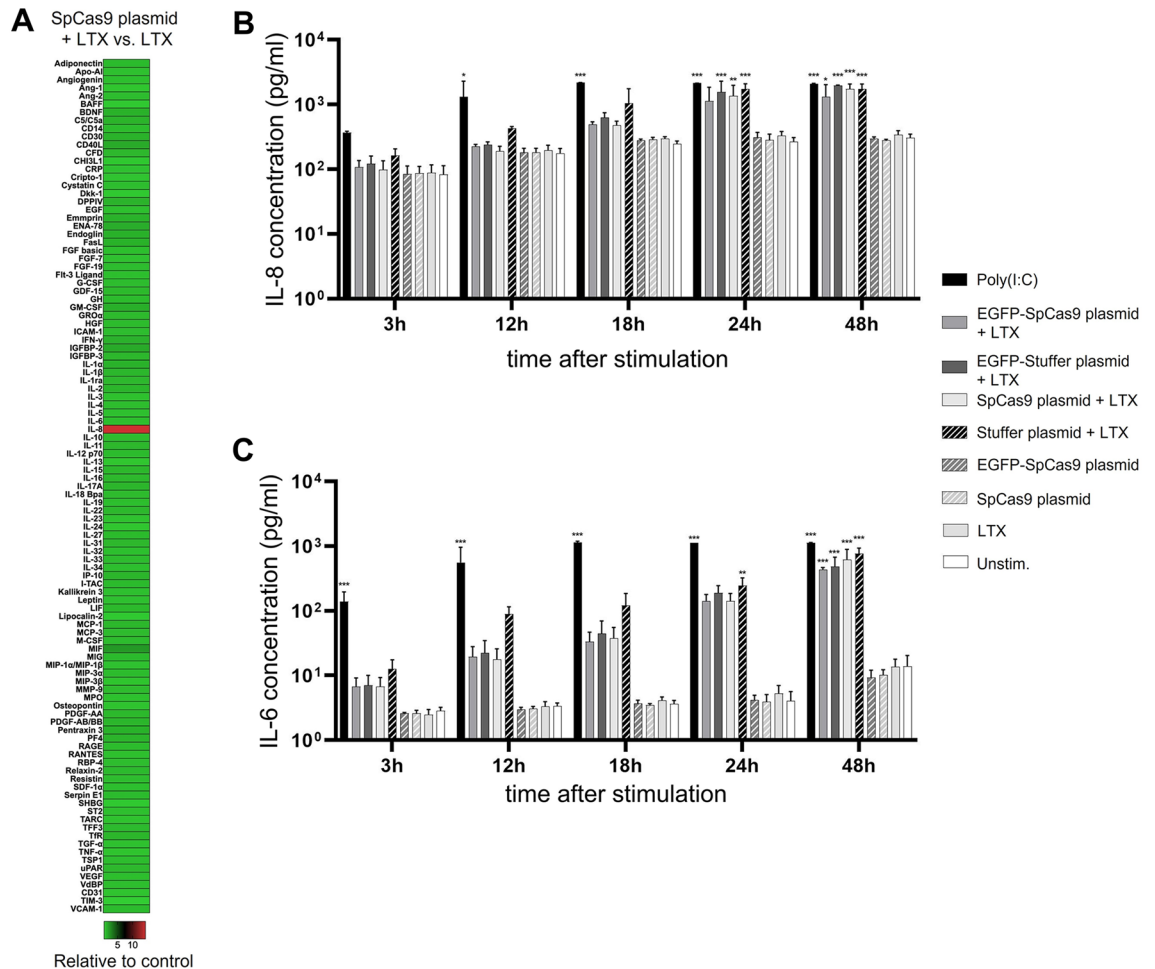 A
SpCas9 plasmid
+ LTX vs. LTX
Adiponectin
Apo-AI
Angiogenin
Ang-1
Ang-2
BAFF
BDNF
C5/C5a
CD14
CD30
CD40L
CFD
CHI3L1
CRP
Cripto-1
Cystatin C
Dkk-1
DPPIV
EGF
Emmprin
ENA-78
Endoglin
FasL
FGF basic
FGF-7
FGF-19
Flt-3 Ligand
G-CSF
GDF-15
GH
GM-CSF
GROα
HGF
ICAM-1
IFN-γ
IGFBP-2
IGFBP-3
IL-1α
IL-1β
IL-1ra
IL-2
IL-3
IL-4
IL-5
IL-6
IL-8
IL-10
IL-11
IL-12 p70
IL-13
IL-15
IL-16
IL-17A
IL-18 Bpa
IL-19
IL-22
IL-23
IL-24
IL-27
IL-31
IL-32
IL-33
IL-34
IP-10
I-TAC
Kallikrein 3
Leptin
LIF
Lipocalin-2
MCP-1
MCP-3
M-CSF
MIF
MIG
MIP-1α/MIP-1β
MIP-3α
MIP-3β
MMP-9
MPO
Osteopontin
PDGF-AA
PDGF-AB/BB
Pentraxin 3
PF4
RAGE
RANTES
RBP-4
Relaxin-2
Resistin
SDF-1α
Serpin E1
SHBG
ST2
TARC
TFF3
TfR
TGF-α
TNF-α
TSP1
uPAR
VEGF
VdBP
CD31
TIM-3
VCAM-1
5 10
Relative to control
B
IL-8 concentration (pg/ml)
10⁴
10³
10²
10¹
10⁰
* *** *** *** ** *** *** * *** *** ***
3h 12h 18h 24h 48h
time after stimulation
C
IL-6 concentration (pg/ml)
10⁴
10³
10²
10¹
10⁰
*** *** *** *** ** *** *** *** *** ***
3h 12h 18h 24h 48h
time after stimulation
Poly(I:C)
EGFP-SpCas9 plasmid
+ LTX
EGFP-Stuffer plasmid
+ LTX
SpCas9 plasmid + LTX
Stuffer plasmid + LTX
EGFP-SpCas9 plasmid
SpCas9 plasmid
LTX
Unstim.